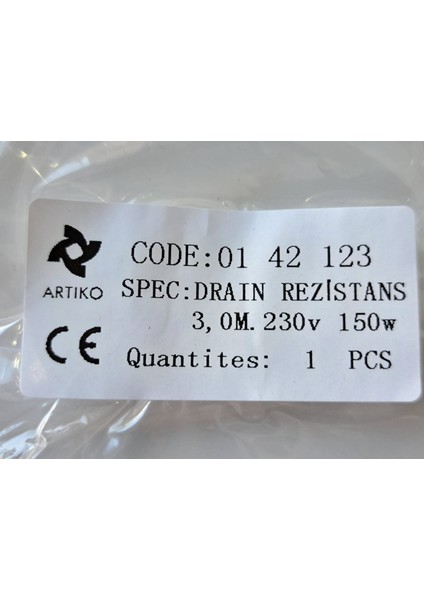 CODE:01 42 123
ARTIKO
SPEC:DRAIN REZİSTANS
3,0M.230v 150w
CE
Quantites: 1 PCS